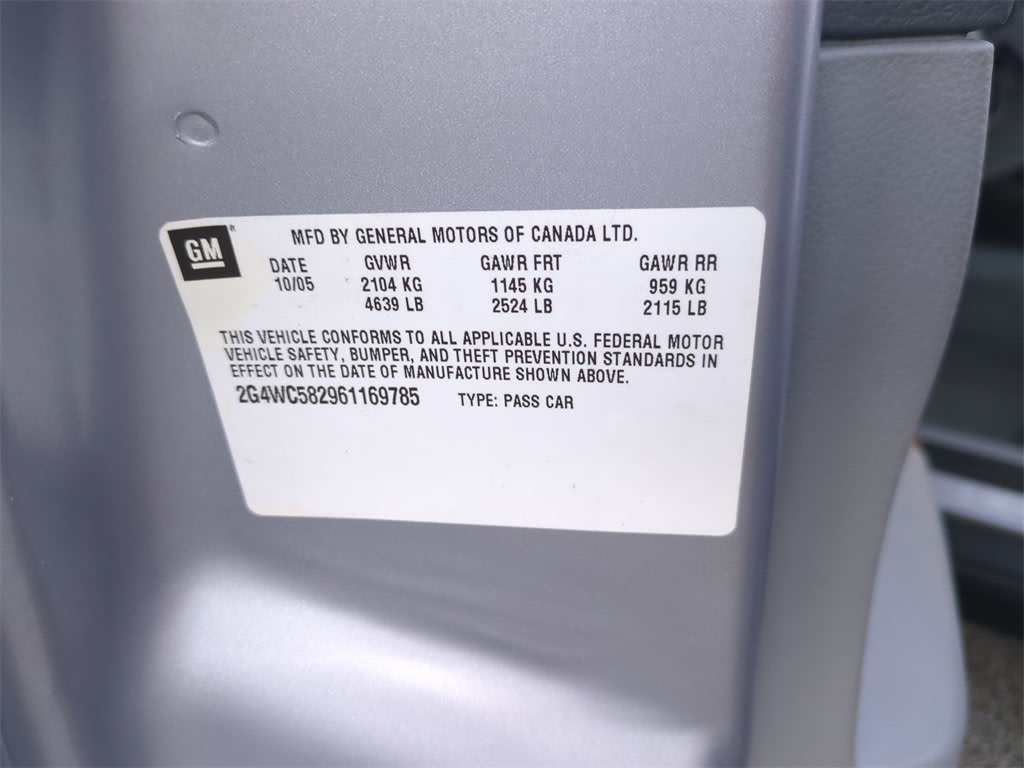 GM
MFD BY GENERAL MOTORS OF CANADA LTD.
DATE GVWR GAWR FRT GAWR RR
10/05 2104 KG 1145 KG 959 KG
4639 LB 2524 LB 2115 LB
THIS VEHICLE CONFORMS TO ALL APPLICABLE U.S. FEDERAL MOTOR
VEHICLE SAFETY, BUMPER, AND THEFT PREVENTION STANDARDS IN
EFFECT ON THE DATE OF MANUFACTURE SHOWN ABOVE.
2G4WC582961169785 TYPE: PASS CAR